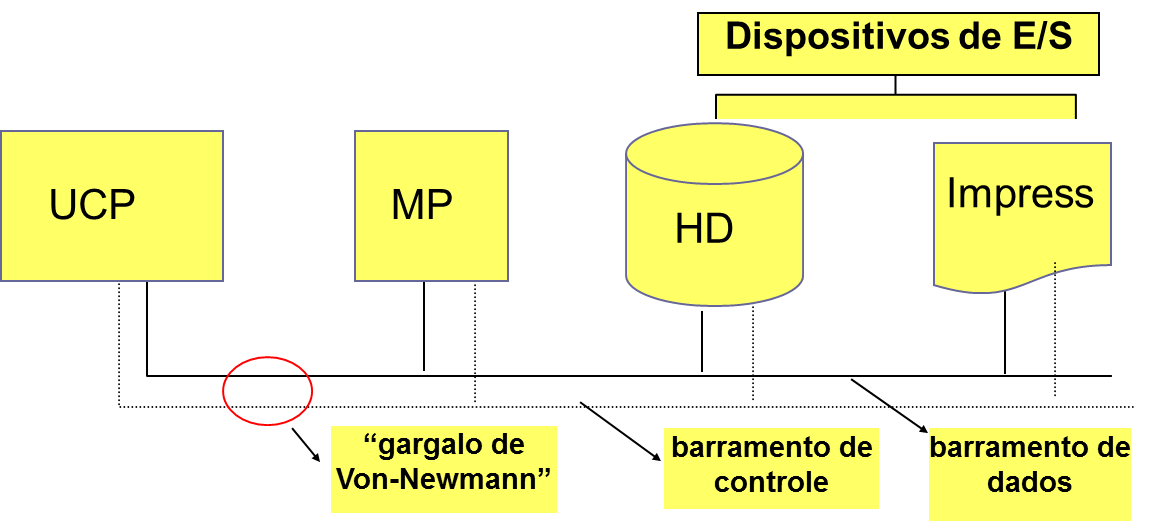 Dispositivos de E/S
UCP
MP
HD
Impress
“gargalo de
Von-Newmann”
barramento de
controle
barramento de
dados